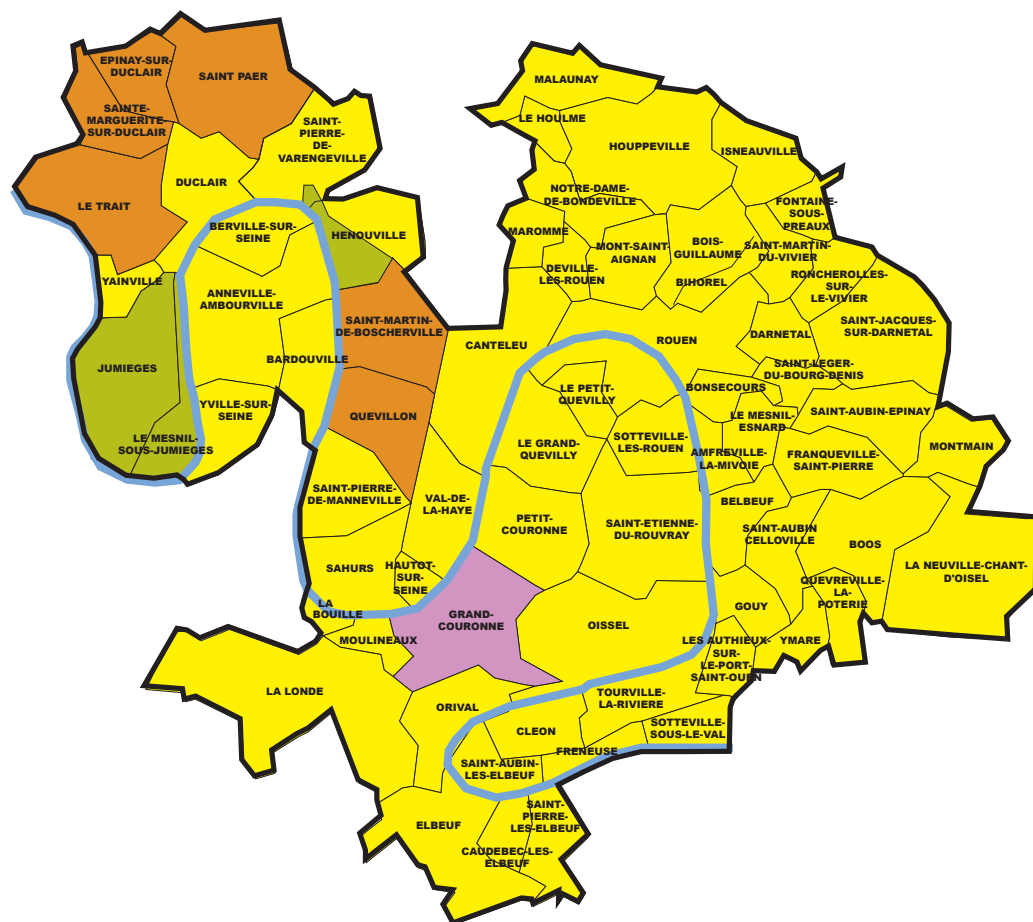 EPINAY-SUR-
DUCLAIR
SAINT PAER
SAINTE-
MARGUERITE-
SUR-DUCLAIR
SAINT-
PIERRE-
DE-
VARENGEVILLE
DUCLAIR
LE TRAIT
BERVILLE-SUR-
SEINE
HENOUVILLE
YAINVILLE
ANNEVILLE-
AMBOURVILLE
SAINT-MARTIN-
DE-BOSCHERVILLE
BARDOUVILLE
JUMIEGES
YVILLE-SUR-
SEINE
QUEVILLON
LE MESNIL-
SOUS-JUMIEGES
SAINT-PIERRE-
DE-MANNEVILLE
VAL-DE-
LA-HAYE
SAHURS
HAUTOT-
SUR-
SEINE
LA
BOUILLE
MALAUNAY
LE HOULME
HOUPPEVILLE
ISNEAUVILLE
NOTRE-DAME-
DE-BONDEVILLE
FONTAINE-
SOUS-
PREAUX
MAROMME
MONT-SAINT-
AIGNAN
BOIS-
GUILLAUME
SAINT-MARTIN-
DU-VIVIER
DEVILLE-
LES-ROUEN
BIHOREL
RONCHEROLLES-
SUR-
LE-VIVIER
SAINT-JACQUES-
SUR-DARNETAL
CANTELEU
ROUEN
DARNETAL
SAINT-LEGER-
DU-BOURG-DENIS
LE PETIT-
QUEVILLY
BONSECOURS
LE MESNIL-
ESNARD
SAINT-AUBIN-EPINAY
LE GRAND-
QUEVILLY
SOTTEVILLE-
LES-ROUEN
AMFREVILLE-
LA-MIVOIE
FRANQUEVILLE-
SAINT-PIERRE
MONTMAIN
PETIT-
COURONNE
SAINT-ETIENNE-
DU-ROUVRAY
BELBEUF
SAINT-AUBIN
CELLOVILLE
BOOS
LA NEUVILLE-CHANT-
D'OISEL
QUEVREVILLE-
LA-
POTERIE
GOUY
YMARE
GRAND-
COURONNE
OISSEL
LES AUTHIEUX-
SUR-
LE-PORT-
SAINT-OUEN
MOULINEAUX
LA LONDE
ORIVAL
TOURVILLE-
LA-RIVIERE
CLEON
SOTTEVILLE-
SOUS-LE-VAL
FRENEUSE
SAINT-AUBIN-
LES-ELBEUF
ELBEUF
SAINT-
PIERRE-
LES-ELBEUF
CAUDEBEC-LES-
ELBEUF